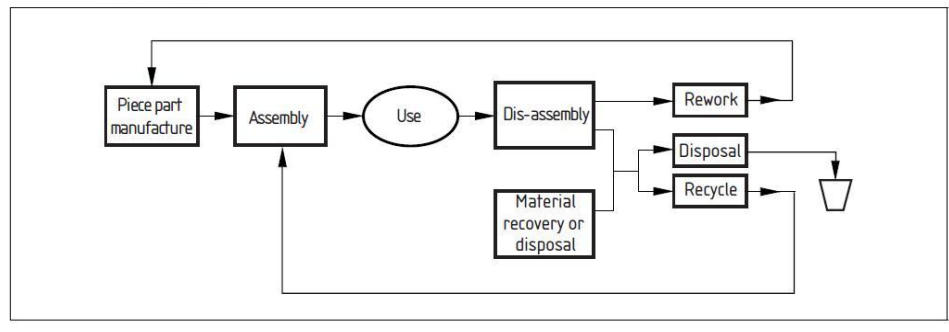 Piece part
manufacture
Assembly
Use
Dis-assembly
Rework
Disposal
Recycle
Material
recovery or
disposal